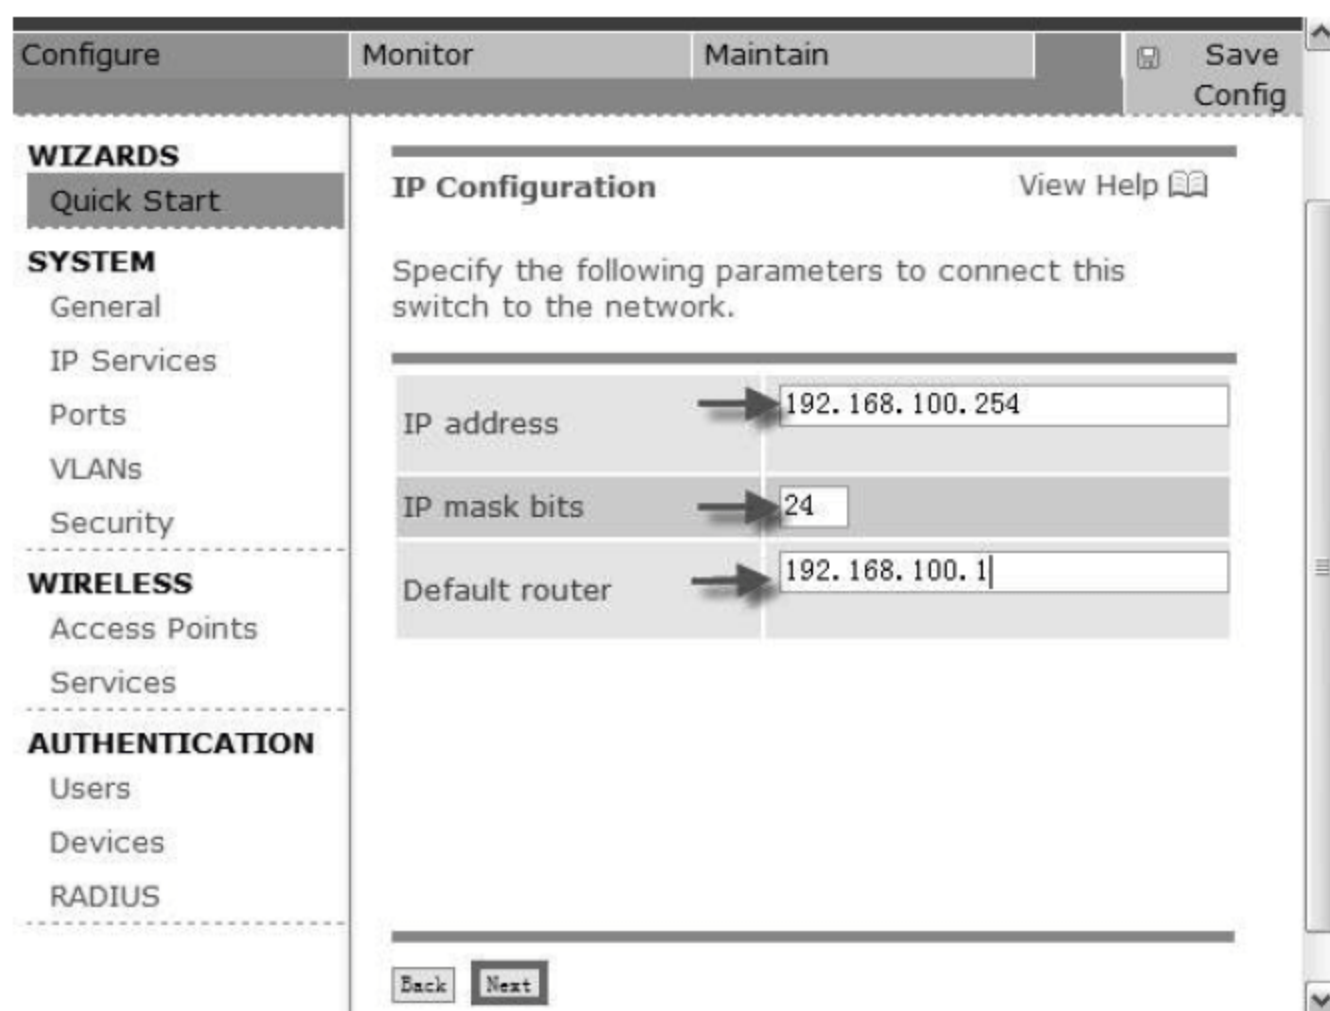 Configure
Monitor
Maintain
Save
Config
WIZARDS
Quick Start
SYSTEM
General
IP Services
Ports
VLANs
Security
WIRELESS
Access Points
Services
AUTHENTICATION
Users
Devices
RADIUS
IP Configuration
View Help
Specify the following parameters to connect this
switch to the network.
IP address
192.168.100.254
IP mask bits
24
Default router
192.168.100.1
Back
Next